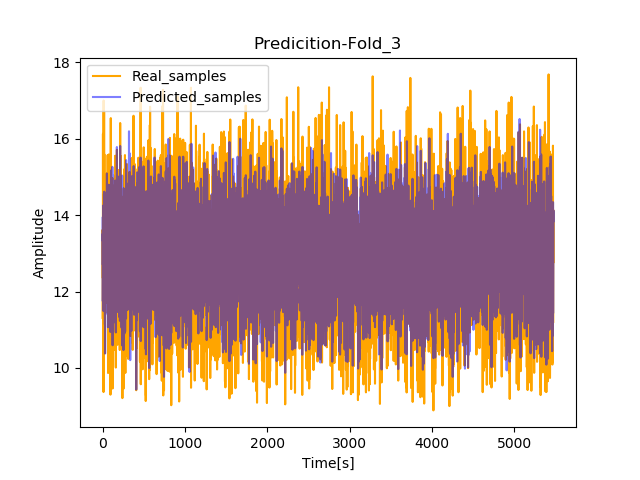 Predicition-Fold_3
18
16
14
12
10
Amplitude
Real_samples
Predicted_samples
0
1000
2000
3000
4000
5000
Time[s]